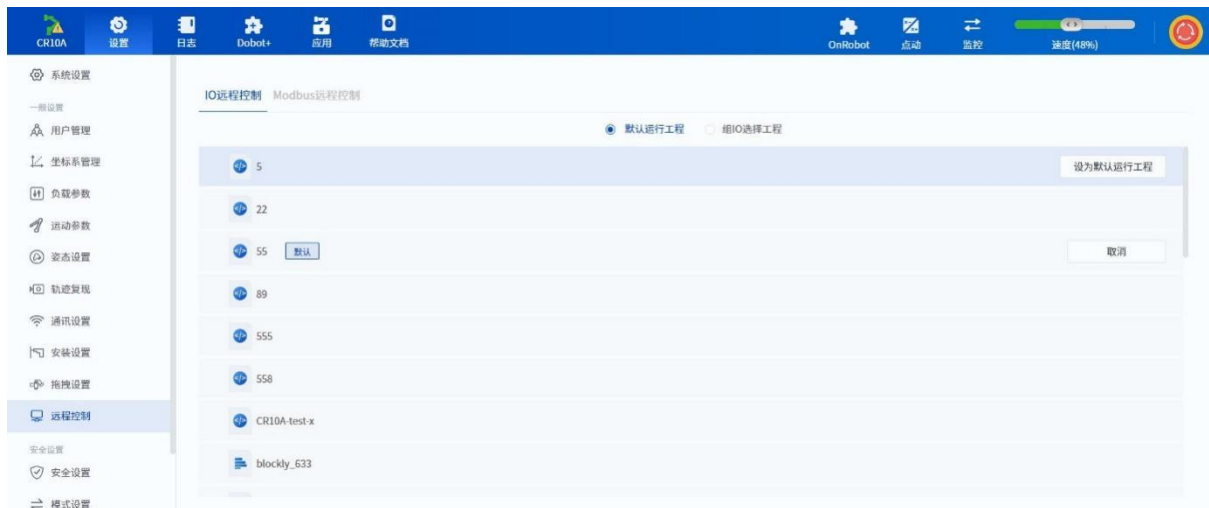 CR10A 设置 日志 Dobot+ 应用 帮助文档 OnRobot 点动 监控 速度(48%)
系统设置
一般设置
用户管理
坐标系管理
负载参数
运动参数
姿态设置
轨迹复现
通讯设置
安装设置
拖拽设置
远程控制
安全设置
安全设置
模式设置
IO远程控制 Modbus远程控制
默认运行工程 组IO选择工程
5 设为默认运行工程
22
55 默认 取消
89
555
558
CR10A-test-x
blockly_633